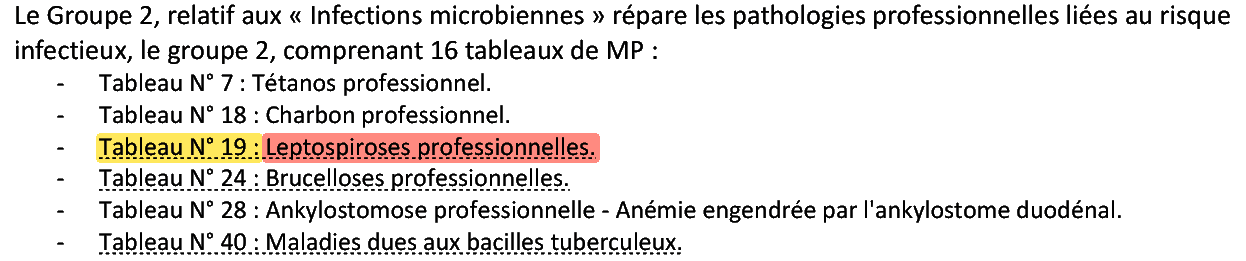 Le Groupe 2, relatif aux « Infections microbiennes » répare les pathologies professionnelles liées au risque
infectieux, le groupe 2, comprenant 16 tableaux de MP :
- Tableau N° 7 : Tétanos professionnel.
- Tableau N° 18 : Charbon professionnel.
- Tableau N° 19 : Leptospiroses professionnelles.
- Tableau N° 24 : Brucelloses professionnelles.
- Tableau N° 28 : Ankylostomose professionnelle - Anémie engendrée par l'ankylostome duodénal.
- Tableau N° 40 : Maladies dues aux bacilles tuberculeux.